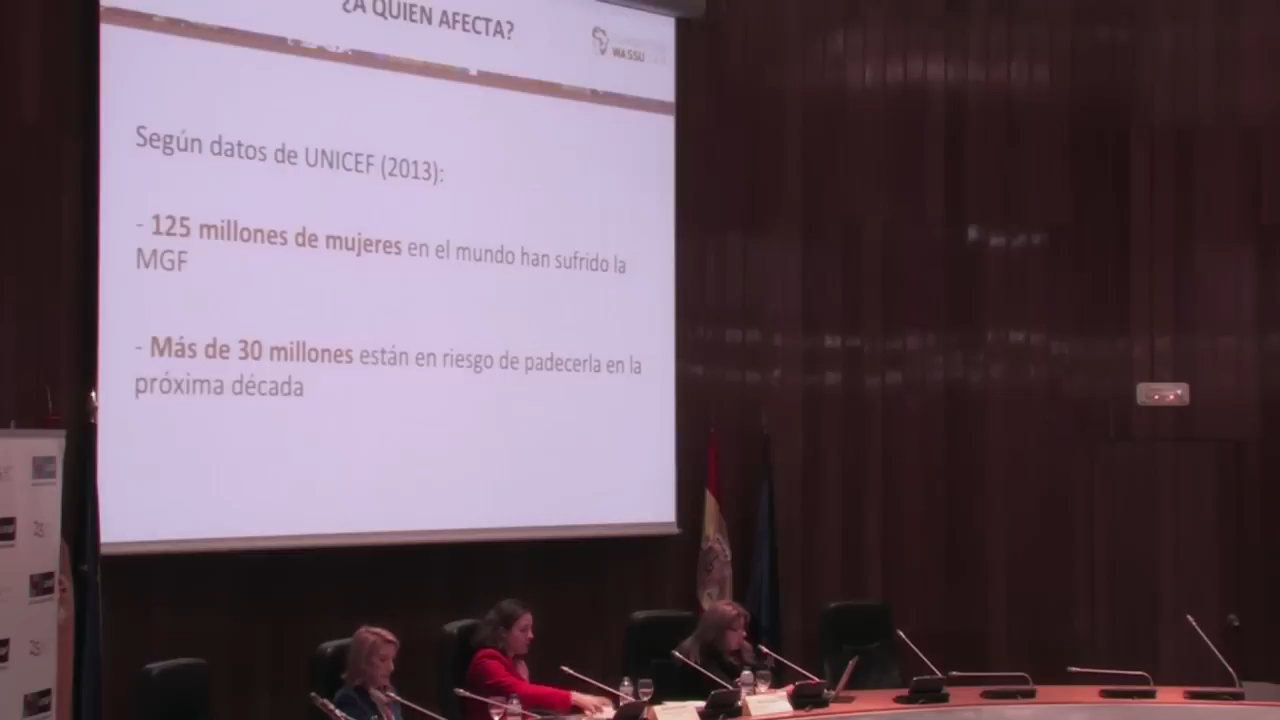 ¿A QUIEN AFECTA?
WASSU
Según datos de UNICEF (2013):
- 125 millones de mujeres en el mundo han sufrido la
MGF
- Más de 30 millones están en riesgo de padecerla en la
próxima década